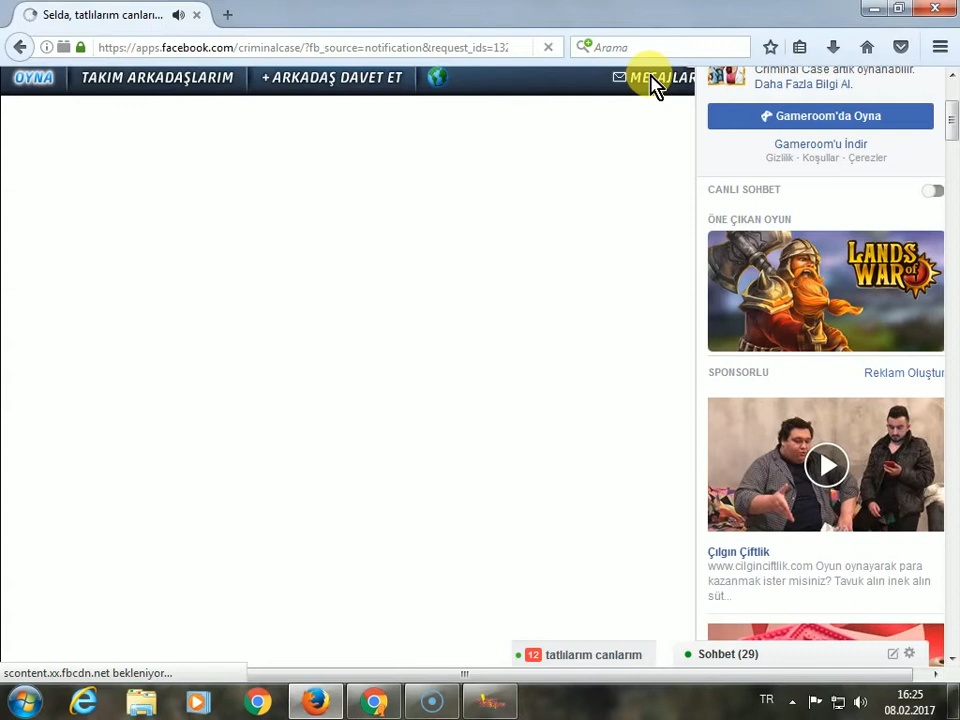 Selda, tatlılarım canları...
https://apps.facebook.com/criminalcase/?fb_source=notification&request_ids=132
Arama
OYNA
TAKIM ARKADAŞLARIM
+ ARKADAŞ DAVET ET
Criminal Case artık oynanabilir.
Daha Fazla Bilgi Al.
Gameroom'da Oyna
Gameroom'u İndir
Gizlilik · Koşullar · Çerezler
CANLI SOHBET
ÖNE ÇIKAN OYUN
LANDS
of WAR
SPONSORLU
Reklam Oluştur
Çılgın Çiftlik
www.cilginciftlik.com Oyun oynayarak para
kazanmak ister misiniz? Tavuk alın inek alın
süt...
12 tatlılarım canlarım
Sohbet (29)
scontent.xx.fbcdn.net bekleniyor...
TR
16:25
08.02.2017